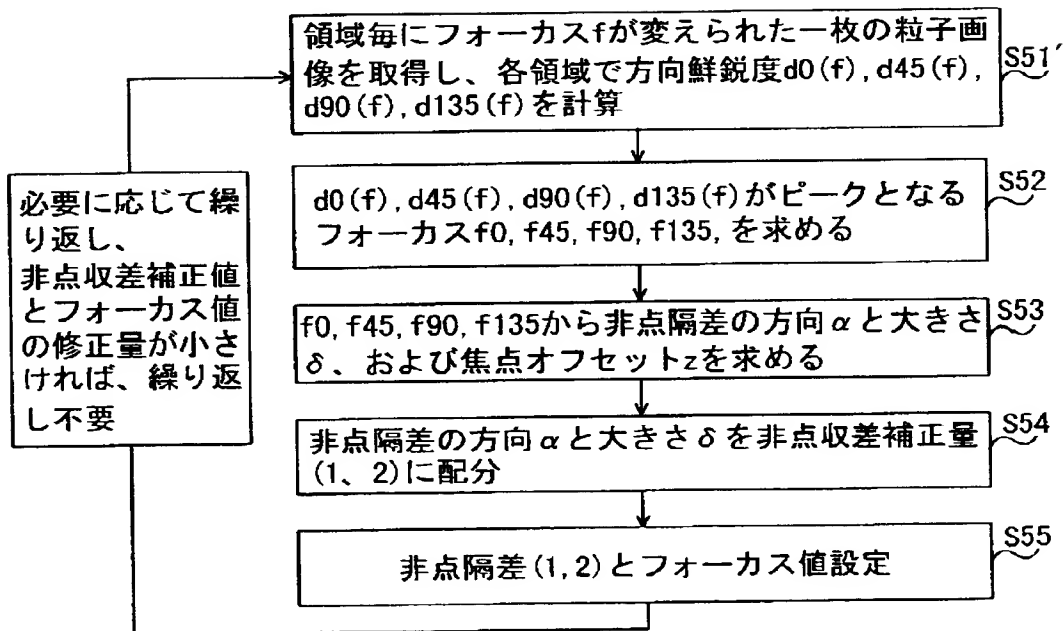 領域毎にフォーカスfが変えられた一枚の粒子画
像を取得し、各領域で方向鮮鋭度d0(f),d45(f),
d90(f),d135(f)を計算
S51′
d0(f),d45(f),d90(f),d135(f)がピークとなる
フォーカスf0,f45,f90,f135,を求める
S52
f0,f45,f90,f135から非点隔差の方向αと大きさ
δ、および焦点オフセットzを求める
S53
非点隔差の方向αと大きさδを非点収差補正量
(1、2)に配分
S54
非点隔差(1,2)とフォーカス値設定
S55
必要に応じて繰
り返し、
非点収差補正値
とフォーカス値
の修正量が小さ
ければ、繰り返
し不要